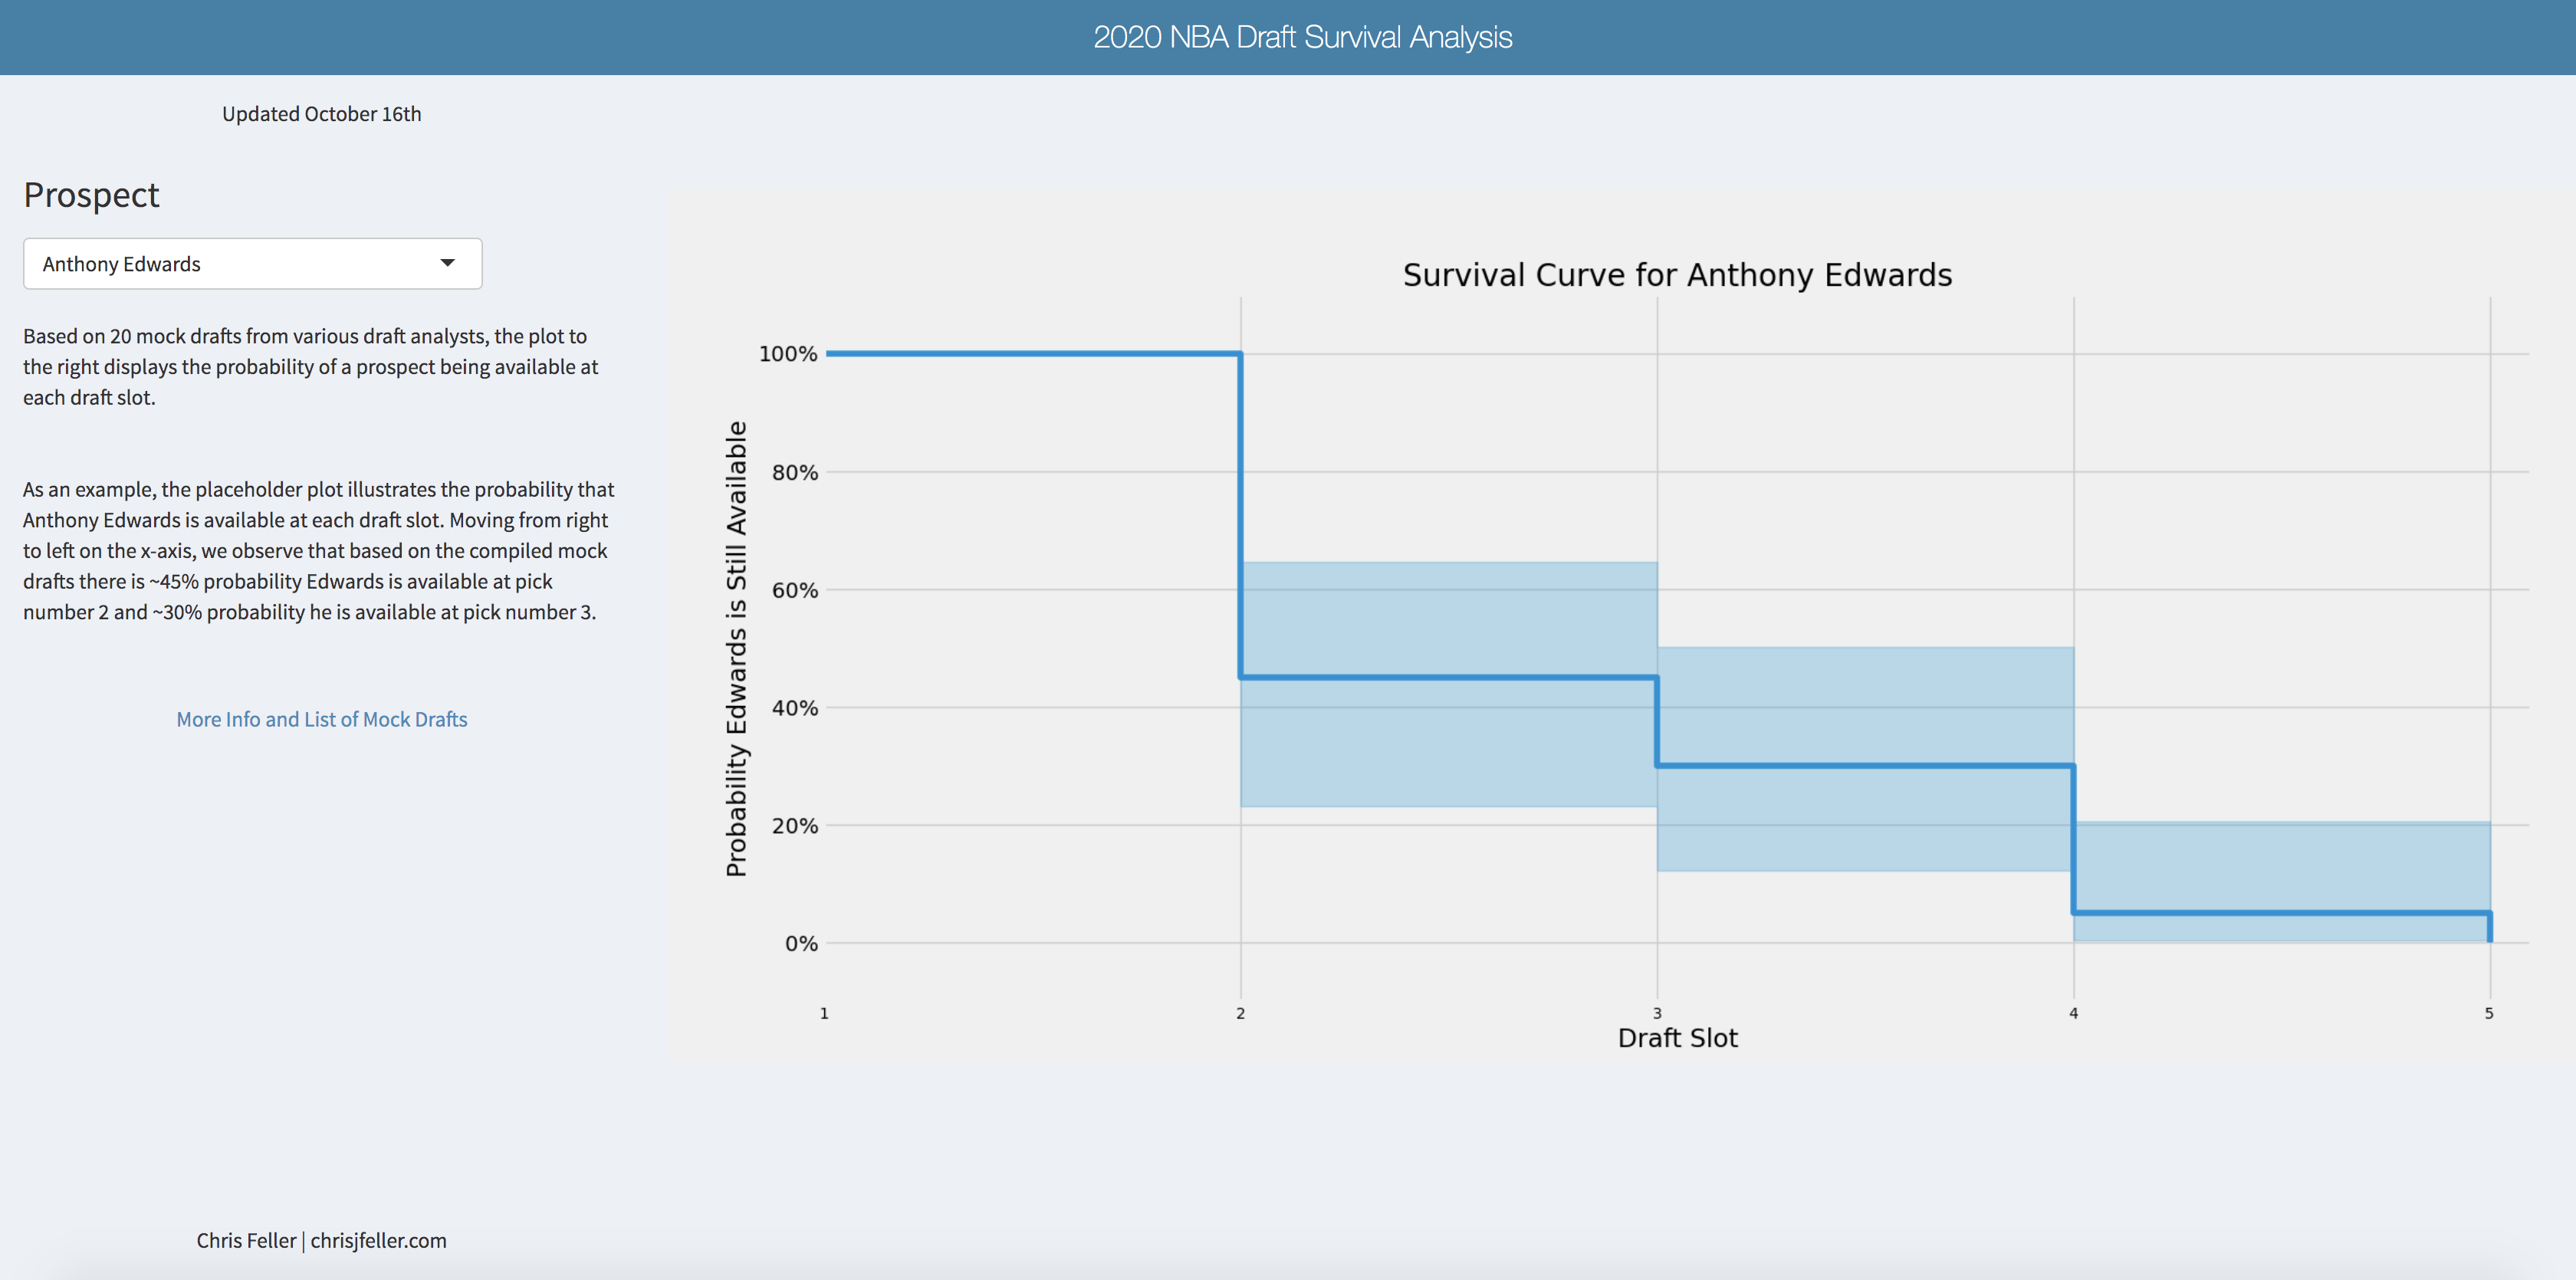 2020 NBA Draft Survival Analysis
Updated October 16th
Prospect
Anthony Edwards
Based on 20 mock drafts from various draft analysts, the plot to
the right displays the probability of a prospect being available at
each draft slot.
As an example, the placeholder plot illustrates the probability that
Anthony Edwards is available at each draft slot. Moving from right
to left on the x-axis, we observe that based on the compiled mock
drafts there is ~45% probability Edwards is available at pick
number 2 and ~30% probability he is available at pick number 3.
More Info and List of Mock Drafts
Chris Feller | chrisjfeller.com
Survival Curve for Anthony Edwards
Probability Edwards is Still Available
100%
80%
60%
40%
20%
0%
1 2 3 4 5
Draft Slot